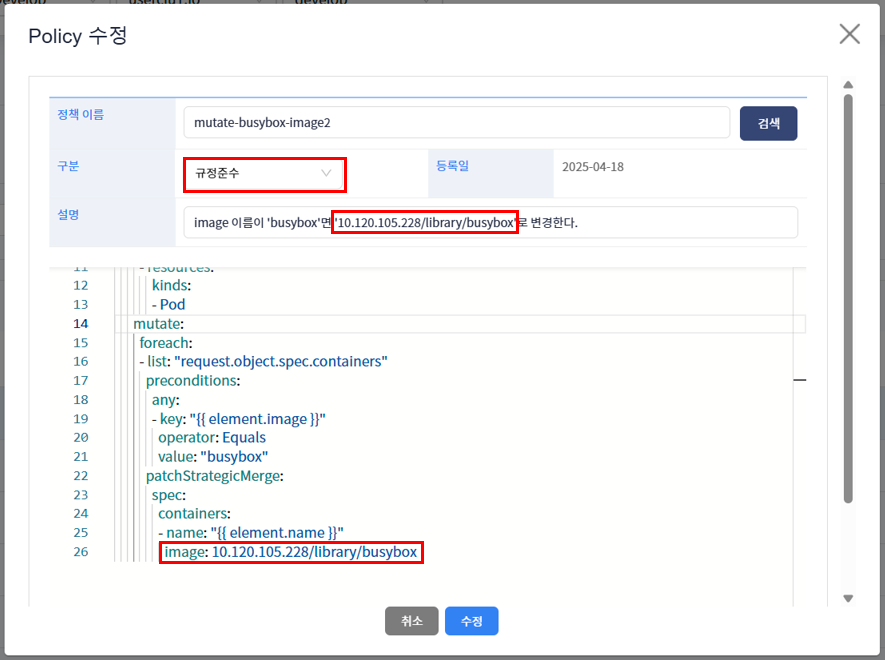 develop
develop
Policy 수정
정책 이름
mutate-busybox-image2
검색
구분
규정준수
등록일
2025-04-18
설명
image 이름이 'busybox'면 '10.120.105.228/library/busybox'로 변경한다.
11 - resources:
12 kinds:
13 - Pod
14 mutate:
15 foreach:
16 - list: "request.object.spec.containers"
17 preconditions:
18 any:
19 - key: "{{ element.image }}"
20 operator: Equals
21 value: "busybox"
22 patchStrategicMerge:
23 spec:
24 containers:
25 - name: "{{ element.name }}"
26 image: 10.120.105.228/library/busybox
취소
수정